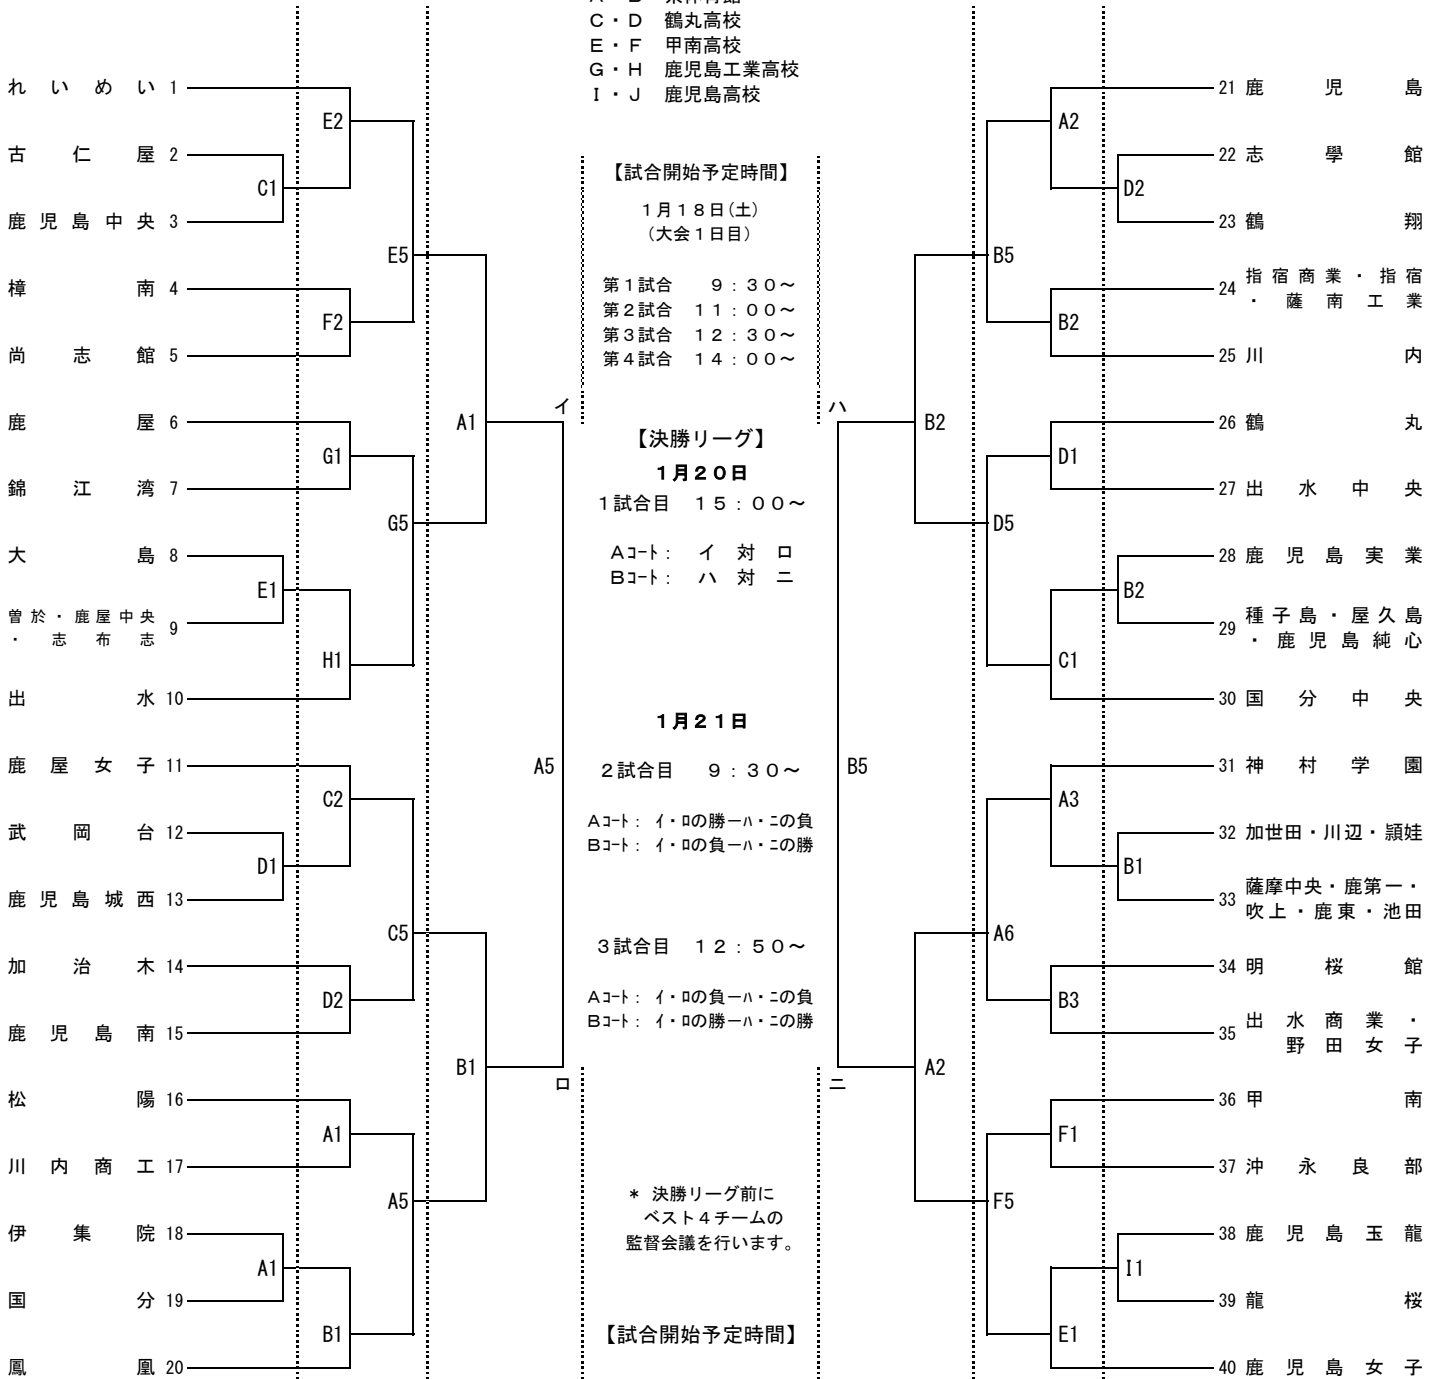 C・D 鶴丸高校
E・F 甲南高校
G・H 鹿児島工業高校
I・J 鹿児島高校
れいめい 1
古仁屋 2
鹿児島中央 3
樟南 4
尚志館 5
鹿屋 6
錦江湾 7
大島 8
曽於・鹿屋中央
・志布志 9
出水 10
鹿屋女子 11
武岡台 12
鹿児島城西 13
加治木 14
鹿児島南 15
松陽 16
川内商工 17
伊集院 18
国分 19
鳳凰 20
C1
E1
D1
A1
E2
F2
G1
H1
C2
D2
A1
B1
E5
G5
C5
A5
A1
B1
A5
イ
ロ
【試合開始予定時間】
1月18日(土)
(大会1日目)
第1試合 9:30~
第2試合 11:00~
第3試合 12:30~
第4試合 14:00~
【決勝リーグ】
1月20日
1試合目 15:00~
Aコート: イ 対 ロ
Bコート: ハ 対 ニ
1月21日
2試合目 9:30~
Aコート: イ・ロの勝ーハ・ニの負
Bコート: イ・ロの負ーハ・ニの勝
3試合目 12:50~
Aコート: イ・ロの負ーハ・ニの負
Bコート: イ・ロの勝ーハ・ニの勝
* 決勝リーグ前に
ベスト4チームの
監督会議を行います。
【試合開始予定時間】
ハ
ニ
B5
B2
A2
B5
D5
A6
F5
A2
B2
D1
C1
A3
B3
F1
E1
D2
B2
B1
I1
21 鹿児島
22 志學館
23 鶴翔
24 指宿商業・指宿
・薩南工業
25 川内
26 鶴丸
27 出水中央
28 鹿児島実業
29 種子島・屋久島
・鹿児島純心
30 国分中央
31 神村学園
32 加世田・川辺・頴娃
33 薩摩中央・鹿第一・
吹上・鹿東・池田
34 明桜館
35 出水商業・
野田女子
36 甲南
37 沖永良部
38 鹿児島玉龍
39 龍桜
40 鹿児島女子